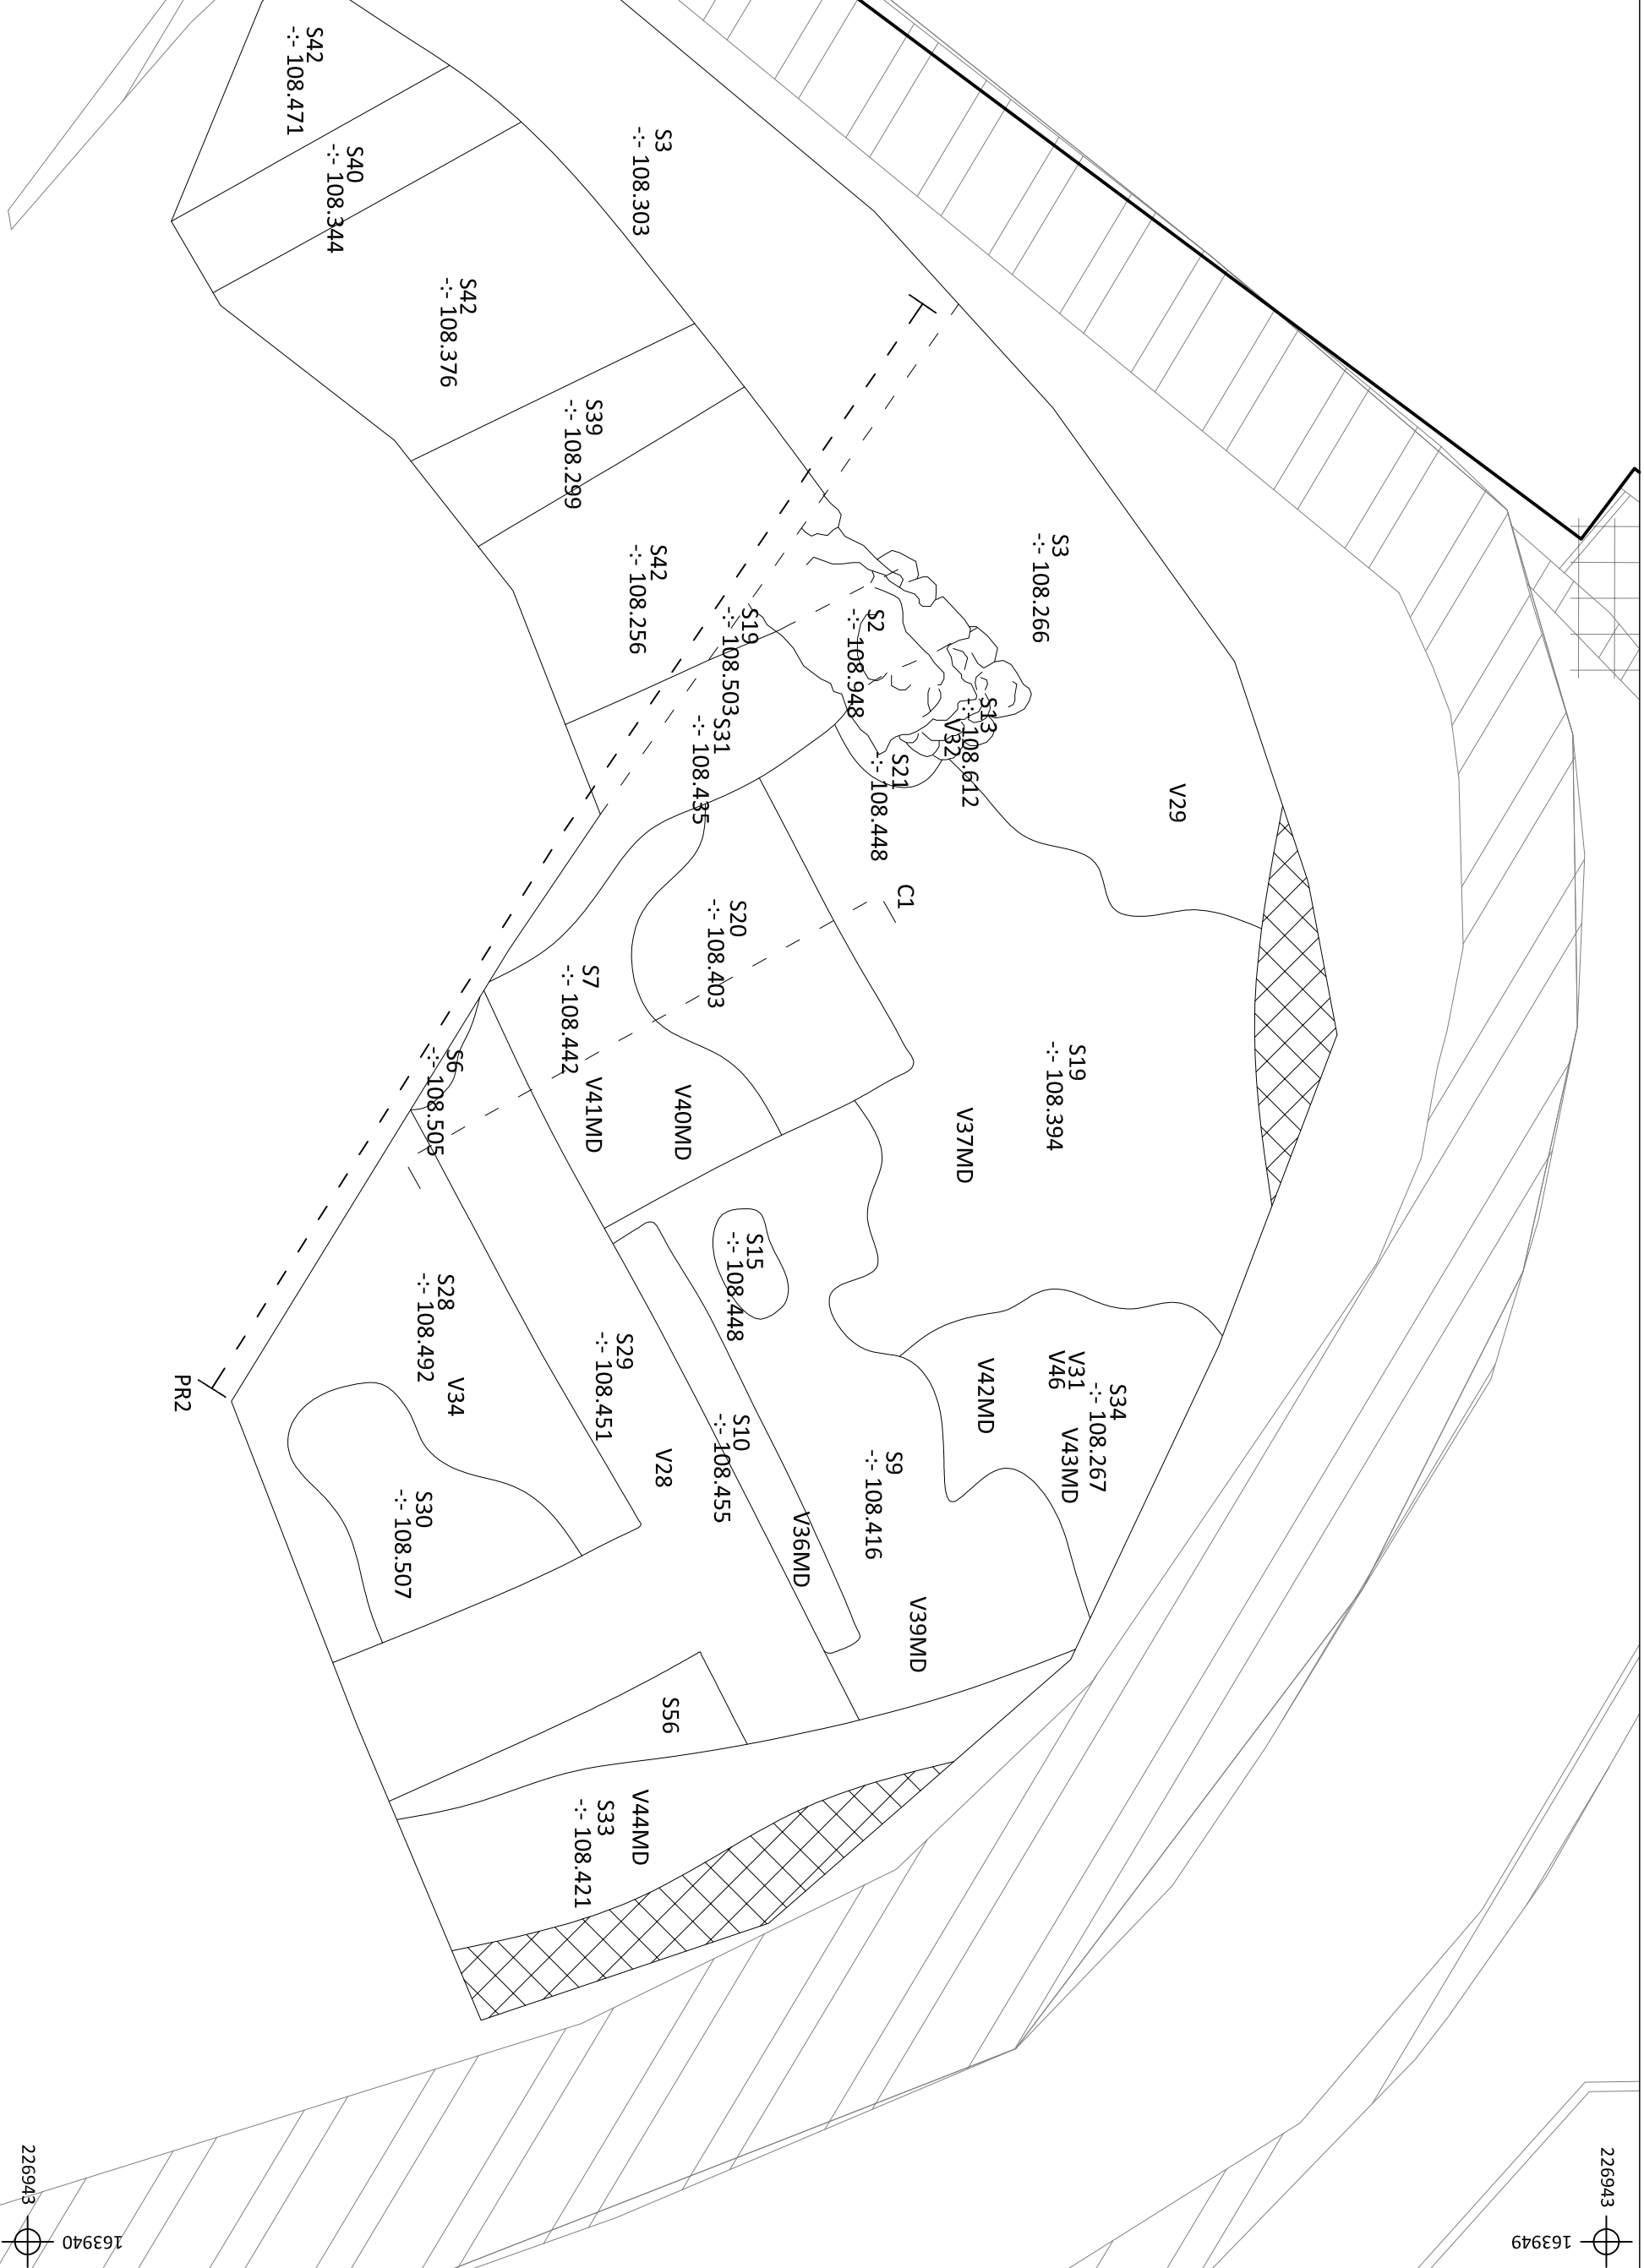 S42
-:- 108.471
S40
-:- 108.344
S3
-:- 108.303
S42
-:- 108.376
S39
-:- 108.299
S42
-:- 108.256
S3
-:- 108.266
S19
-:- 108.503
S2
-:- 108.948
S31
-:- 108.435
S13
-:- 108.612
V32
S21
-:- 108.448
V29
C1
S20
-:- 108.403
S7
-:- 108.442
S6
-:- 108.505
V41MD
V40MD
S19
-:- 108.394
V37MD
S15
-:- 108.448
S28
-:- 108.492
V34
PR2
S29
-:- 108.451
V28
S10
-:- 108.455
V36MD
V42MD
V31
V46
S34
-:- 108.267
V43MD
S9
-:- 108.416
V39MD
S30
-:- 108.507
S56
V44MD
S33
-:- 108.421
226943
163940
226943
163949